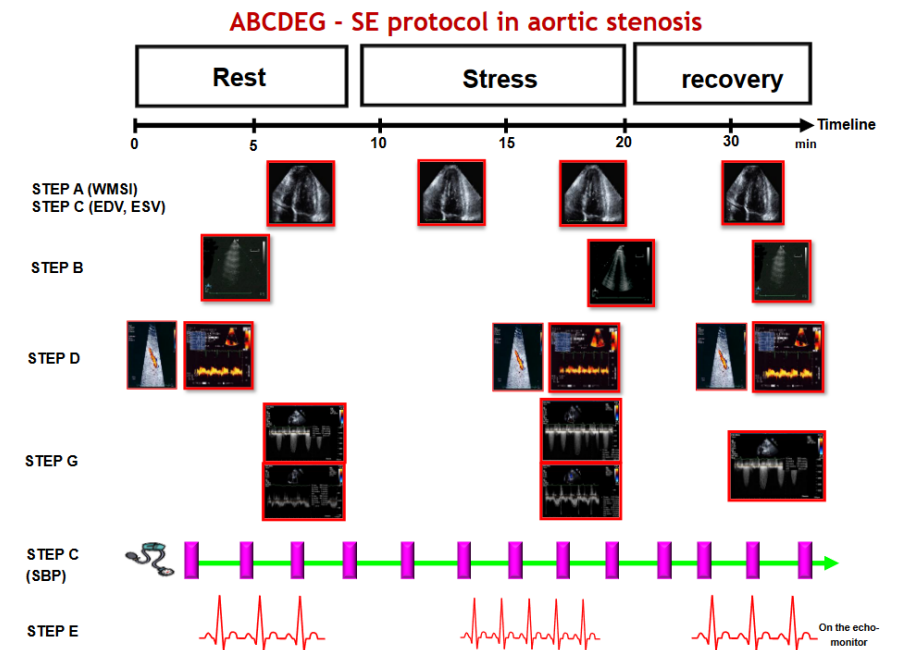 ABCDEG - SE protocol in aortic stenosis
Rest
Stress
recovery
Timeline
0
5
10
15
20
30
min
STEP A (WMSI)
STEP C (EDV, ESV)
STEP B
STEP D
STEP G
STEP C
(SBP)
STEP E
On the echo-
monitor